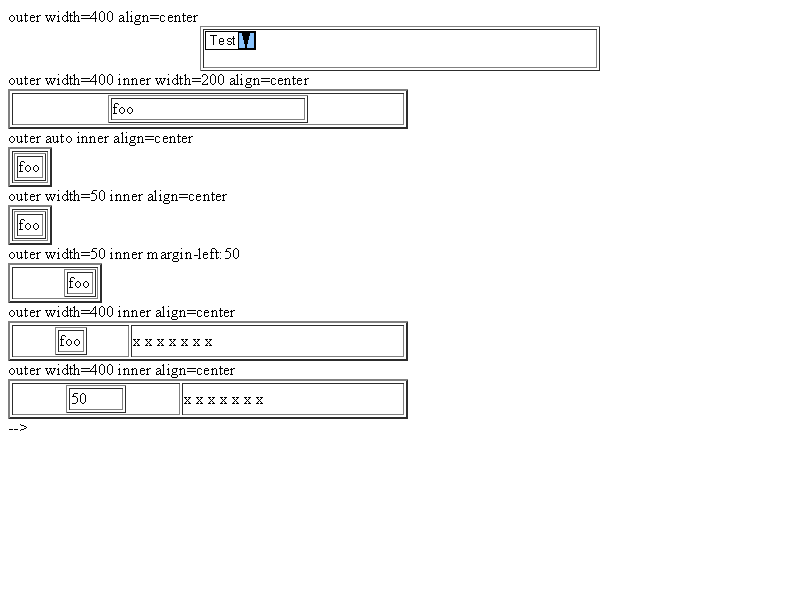 outer width=400 align=center
Test
outer width=400 inner width=200 align=center
foo
outer auto inner align=center
foo
outer width=50 inner align=center
foo
outer width=50 inner margin-left: 50
foo
outer width=400 inner align=center
foo x x x x x x x
outer width=400 inner align=center
50 x x x x x x x
-->